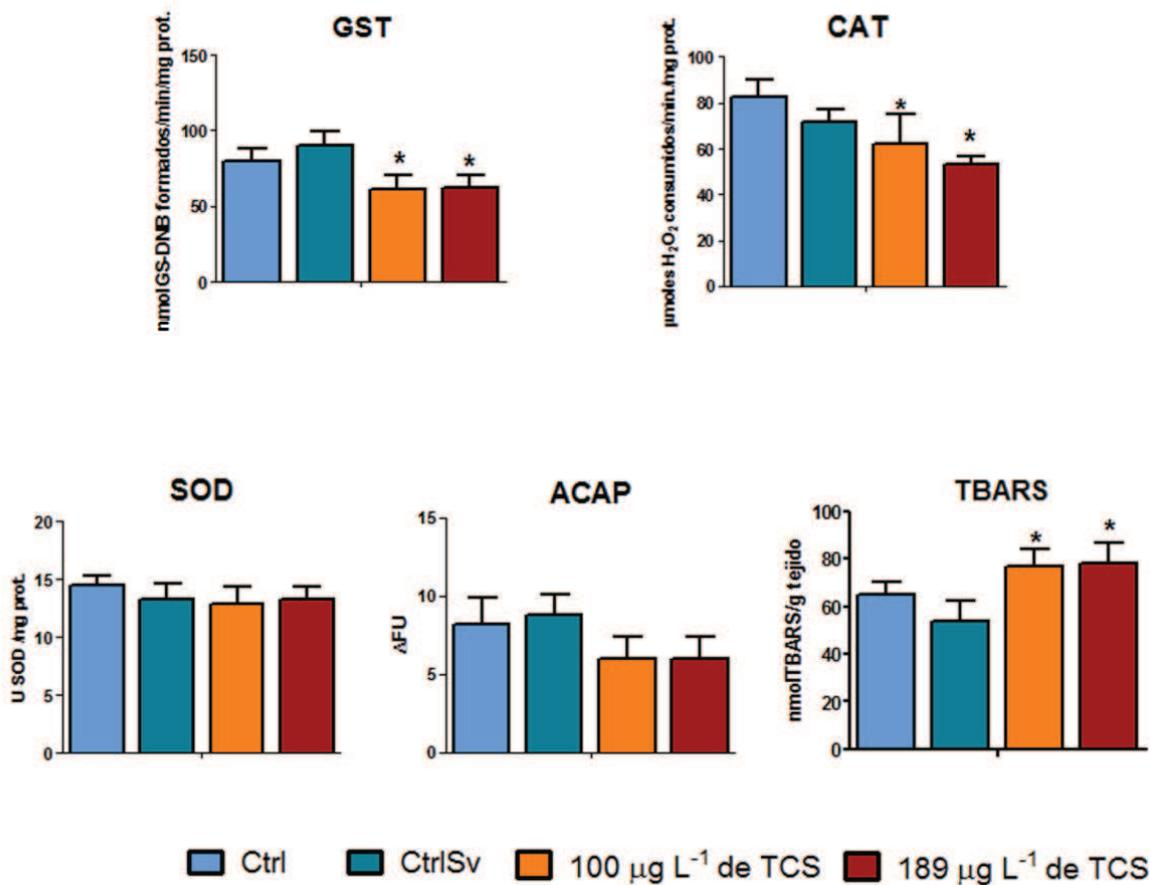 GST
nmolGS-DNB formados/min/mg prot.
150
100
50
0
* *
CAT
µmoles H₂O₂ consumidos/min./mg prot.
100
80
60
40
20
0
* *
SOD
U SOD /mg prot.
20
15
10
5
0
ACAP
ΔFU
15
10
5
0
TBARS
nmolTBARS/g tejido
100
80
60
40
20
0
* *
Ctrl CtrlSv 100 µg L⁻¹ de TCS 189 µg L⁻¹ de TCS